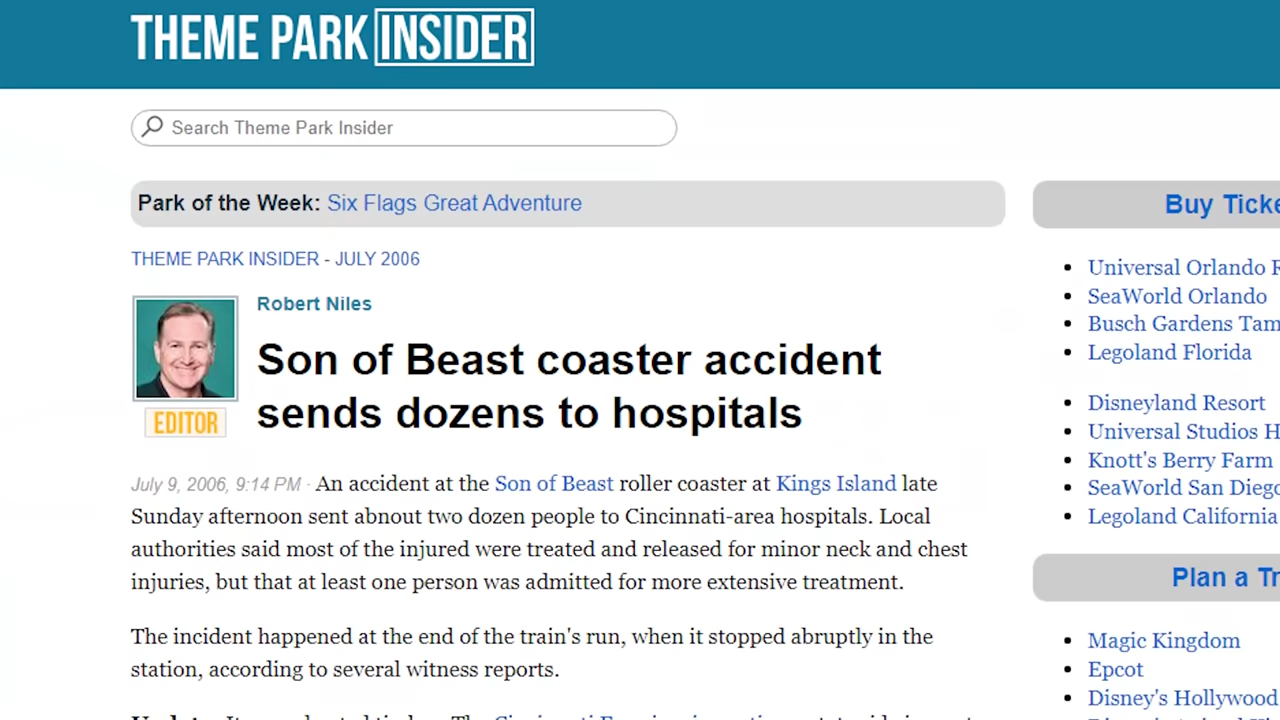 THEME PARK INSIDER
Search Theme Park Insider
Park of the Week: Six Flags Great Adventure
THEME PARK INSIDER - JULY 2006
Robert Niles
EDITOR
Son of Beast coaster accident
sends dozens to hospitals
July 9, 2006, 9:14 PM · An accident at the Son of Beast roller coaster at Kings Island late
Sunday afternoon sent abnout two dozen people to Cincinnati-area hospitals. Local
authorities said most of the injured were treated and released for minor neck and chest
injuries, but that at least one person was admitted for more extensive treatment.
The incident happened at the end of the train's run, when it stopped abruptly in the
station, according to several witness reports.
Buy
Universal Orlando
SeaWorld Orlando
Busch Gardens
Legoland Florida
Disneyland Resort
Universal Studios
Knott's Berry Farm
SeaWorld San
Legoland California
Plan a
Magic Kingdom
Epcot
Disney's Hollywood